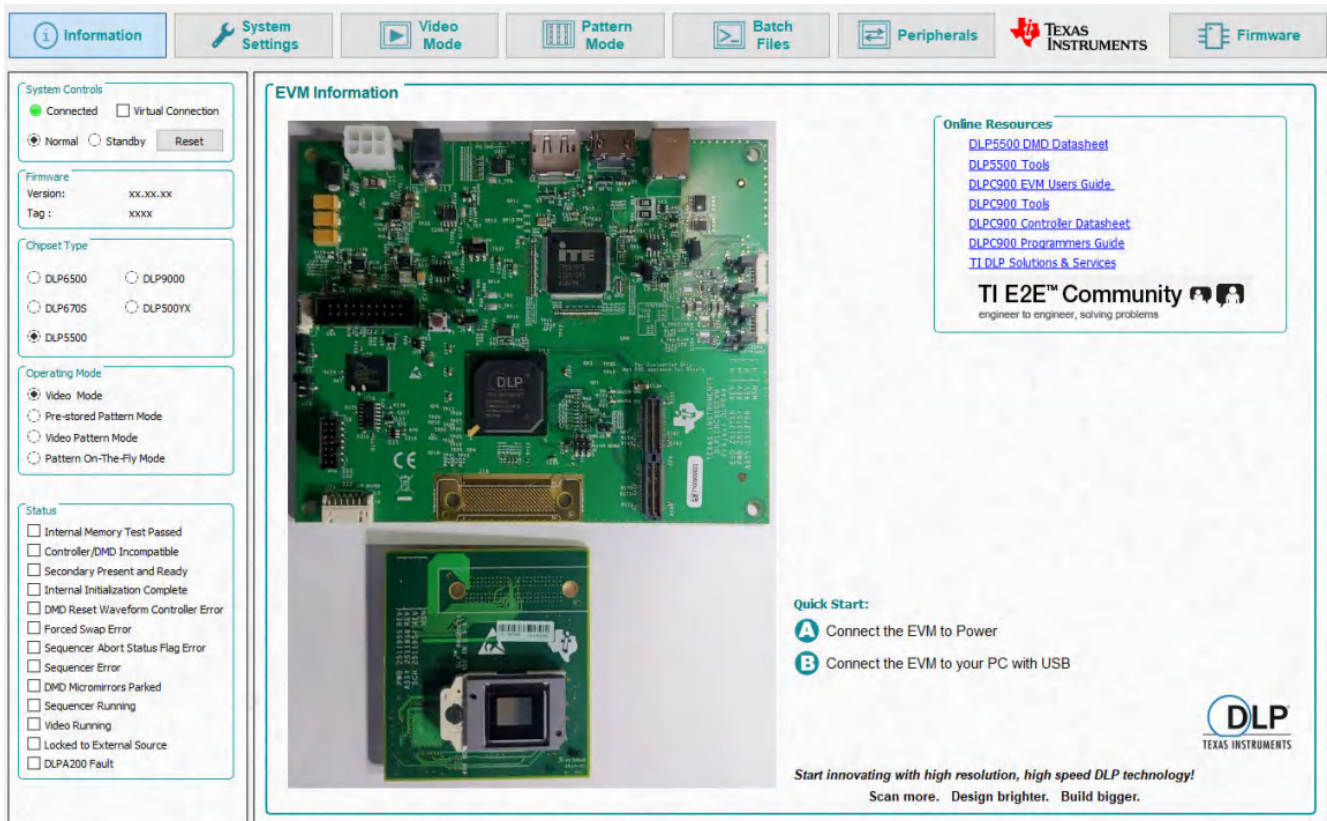 Information
System
Settings
Video
Mode
Pattern
Mode
Batch
Files
Peripherals
TEXAS
INSTRUMENTS
Firmware
System Controls
Connected
Virtual Connection
Normal
Standby
Reset
Firmware
Version: xx.xx.xx
Tag : xxxx
Chipset Type
DLP6500
DLP9000
DLP670S
DLP500YX
DLP5500
Operating Mode
Video Mode
Pre-stored Pattern Mode
Video Pattern Mode
Pattern On-The-Fly Mode
Status
Internal Memory Test Passed
Controller/DMD Incompatible
Secondary Present and Ready
Internal Initialization Complete
DMD Reset Waveform Controller Error
Forced Swap Error
Sequencer Abort Status Flag Error
Sequencer Error
DMD Micromirrors Parked
Sequencer Running
Video Running
Locked to External Source
DLPA200 Fault
EVM Information
iTE
DLP
CE
TEXAS INSTRUMENTS
Online Resources
DLP5500 DMD Datasheet
DLP5500 Tools
DLPC900 EVM Users Guide
DLPC900 Tools
DLPC900 Controller Datasheet
DLPC900 Programmers Guide
TI DLP Solutions & Services
TI E2E™ Community
engineer to engineer, solving problems
Quick Start:
A Connect the EVM to Power
B Connect the EVM to your PC with USB
DLP
TEXAS INSTRUMENTS
Start innovating with high resolution, high speed DLP technology!
Scan more. Design brighter. Build bigger.